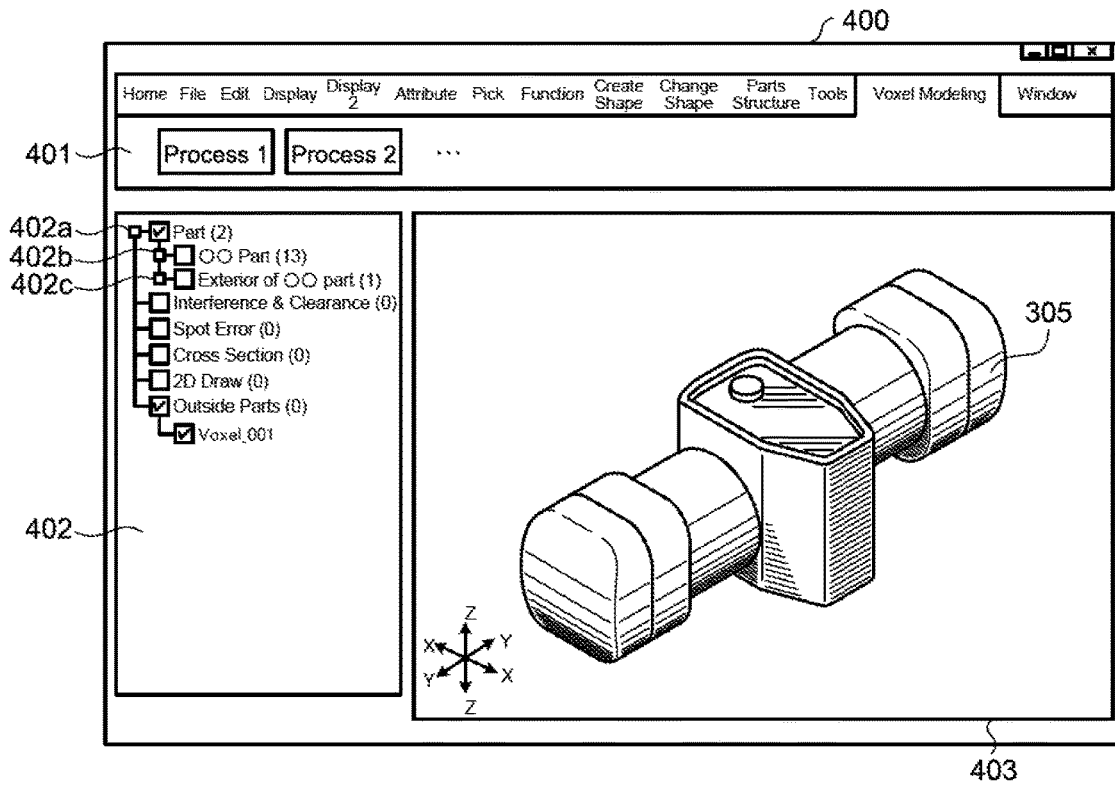 400
Home File Edit Display Display 2 Attribute Pick Function Create Shape Change Shape Parts Structure Tools Voxel Modeling Window
401
Process 1 Process 2 ...
402a
Part (2)
402b
○○ Part (13)
402c
Exterior of ○○ part (1)
Interference & Clearance (0)
Spot Error (0)
Cross Section (0)
2D Draw (0)
Outside Parts (0)
Voxel_001
402
305
Z
X Y
Y X
Z
403